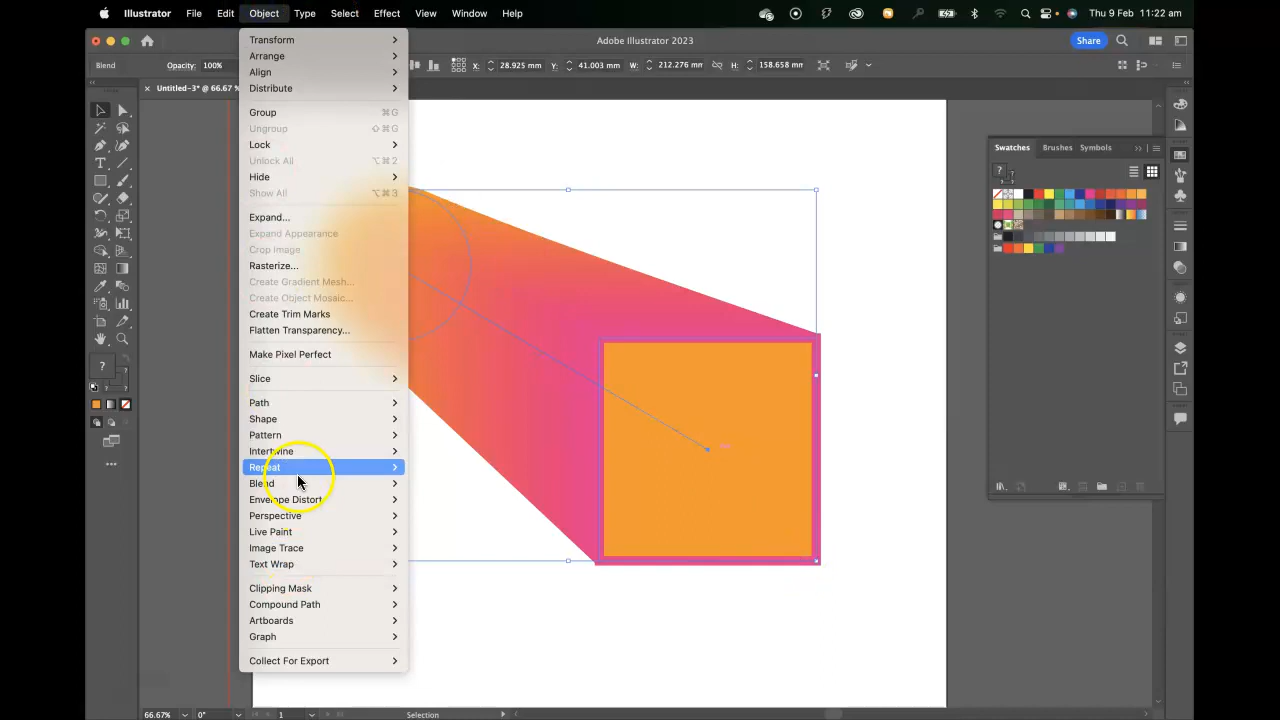 Illustrator File Edit Object Type Select Effect View Window Help Thu 9 Feb 11:22 am
Adobe Illustrator 2023 Share
Blend Opacity: 100% X: 28.925 mm Y: 41.003 mm W: 212.276 mm H: 158.658 mm
× Untitled-3* @ 66.67 %
Transform
Arrange
Align
Distribute
Group ⌘G
Ungroup ⇧⌘G
Lock
Unlock All ⌥⌘2
Hide
Show All ⌥⌘3
Expand...
Expand Appearance
Crop Image
Rasterize...
Create Gradient Mesh...
Create Object Mosaic...
Create Trim Marks
Flatten Transparency...
Make Pixel Perfect
Slice
Path
Shape
Pattern
Intertwine
Repeat
Blend
Envelope Distort
Perspective
Live Paint
Image Trace
Text Wrap
Clipping Mask
Compound Path
Artboards
Graph
Collect For Export
Swatches Brushes Symbols
66.67% 0° 1 Selection